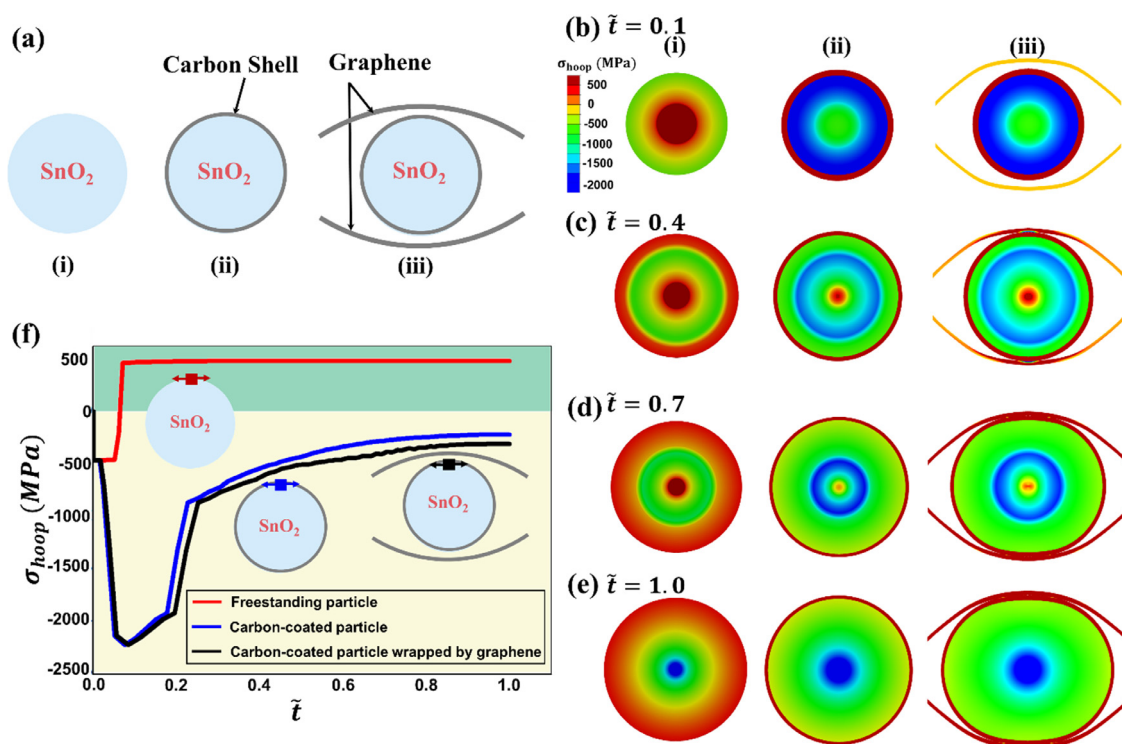 (a)
Carbon Shell
Graphene
SnO₂
SnO₂
SnO₂
(i)
(ii)
(iii)
(b) t̃ = 0.1
(i)
(ii)
(iii)
σhoop (MPa)
500
0
-500
-1000
-1500
-2000
(c) t̃ = 0.4
(d) t̃ = 0.7
(e) t̃ = 1.0
(f)
σhoop (MPa)
500
0
-500
-1000
-1500
-2000
-2500
SnO₂
SnO₂
SnO₂
Freestanding particle
Carbon-coated particle
Carbon-coated particle wrapped by graphene
0.0
0.2
0.4
0.6
0.8
1.0
t̃